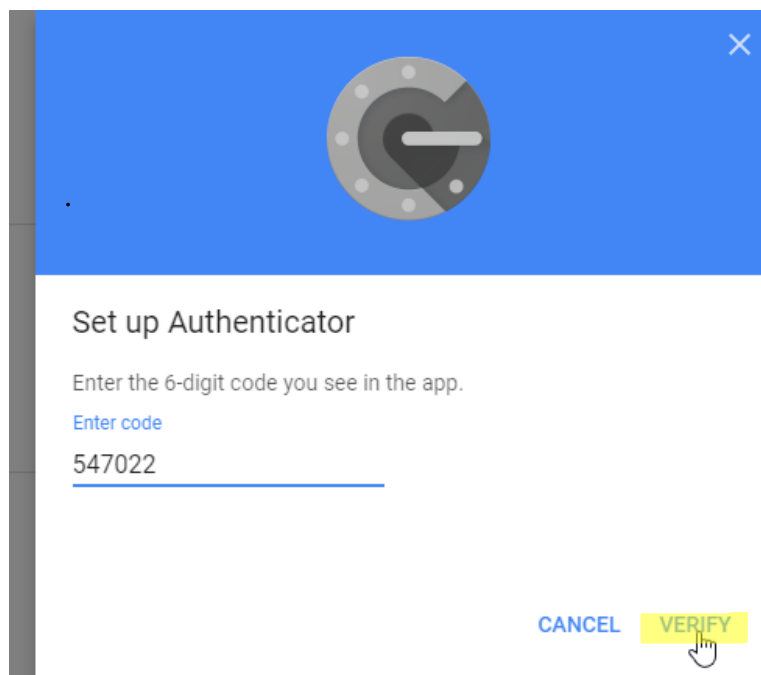 Set up Authenticator
Enter the 6-digit code you see in the app.
Enter code
547022
CANCEL VERIFY